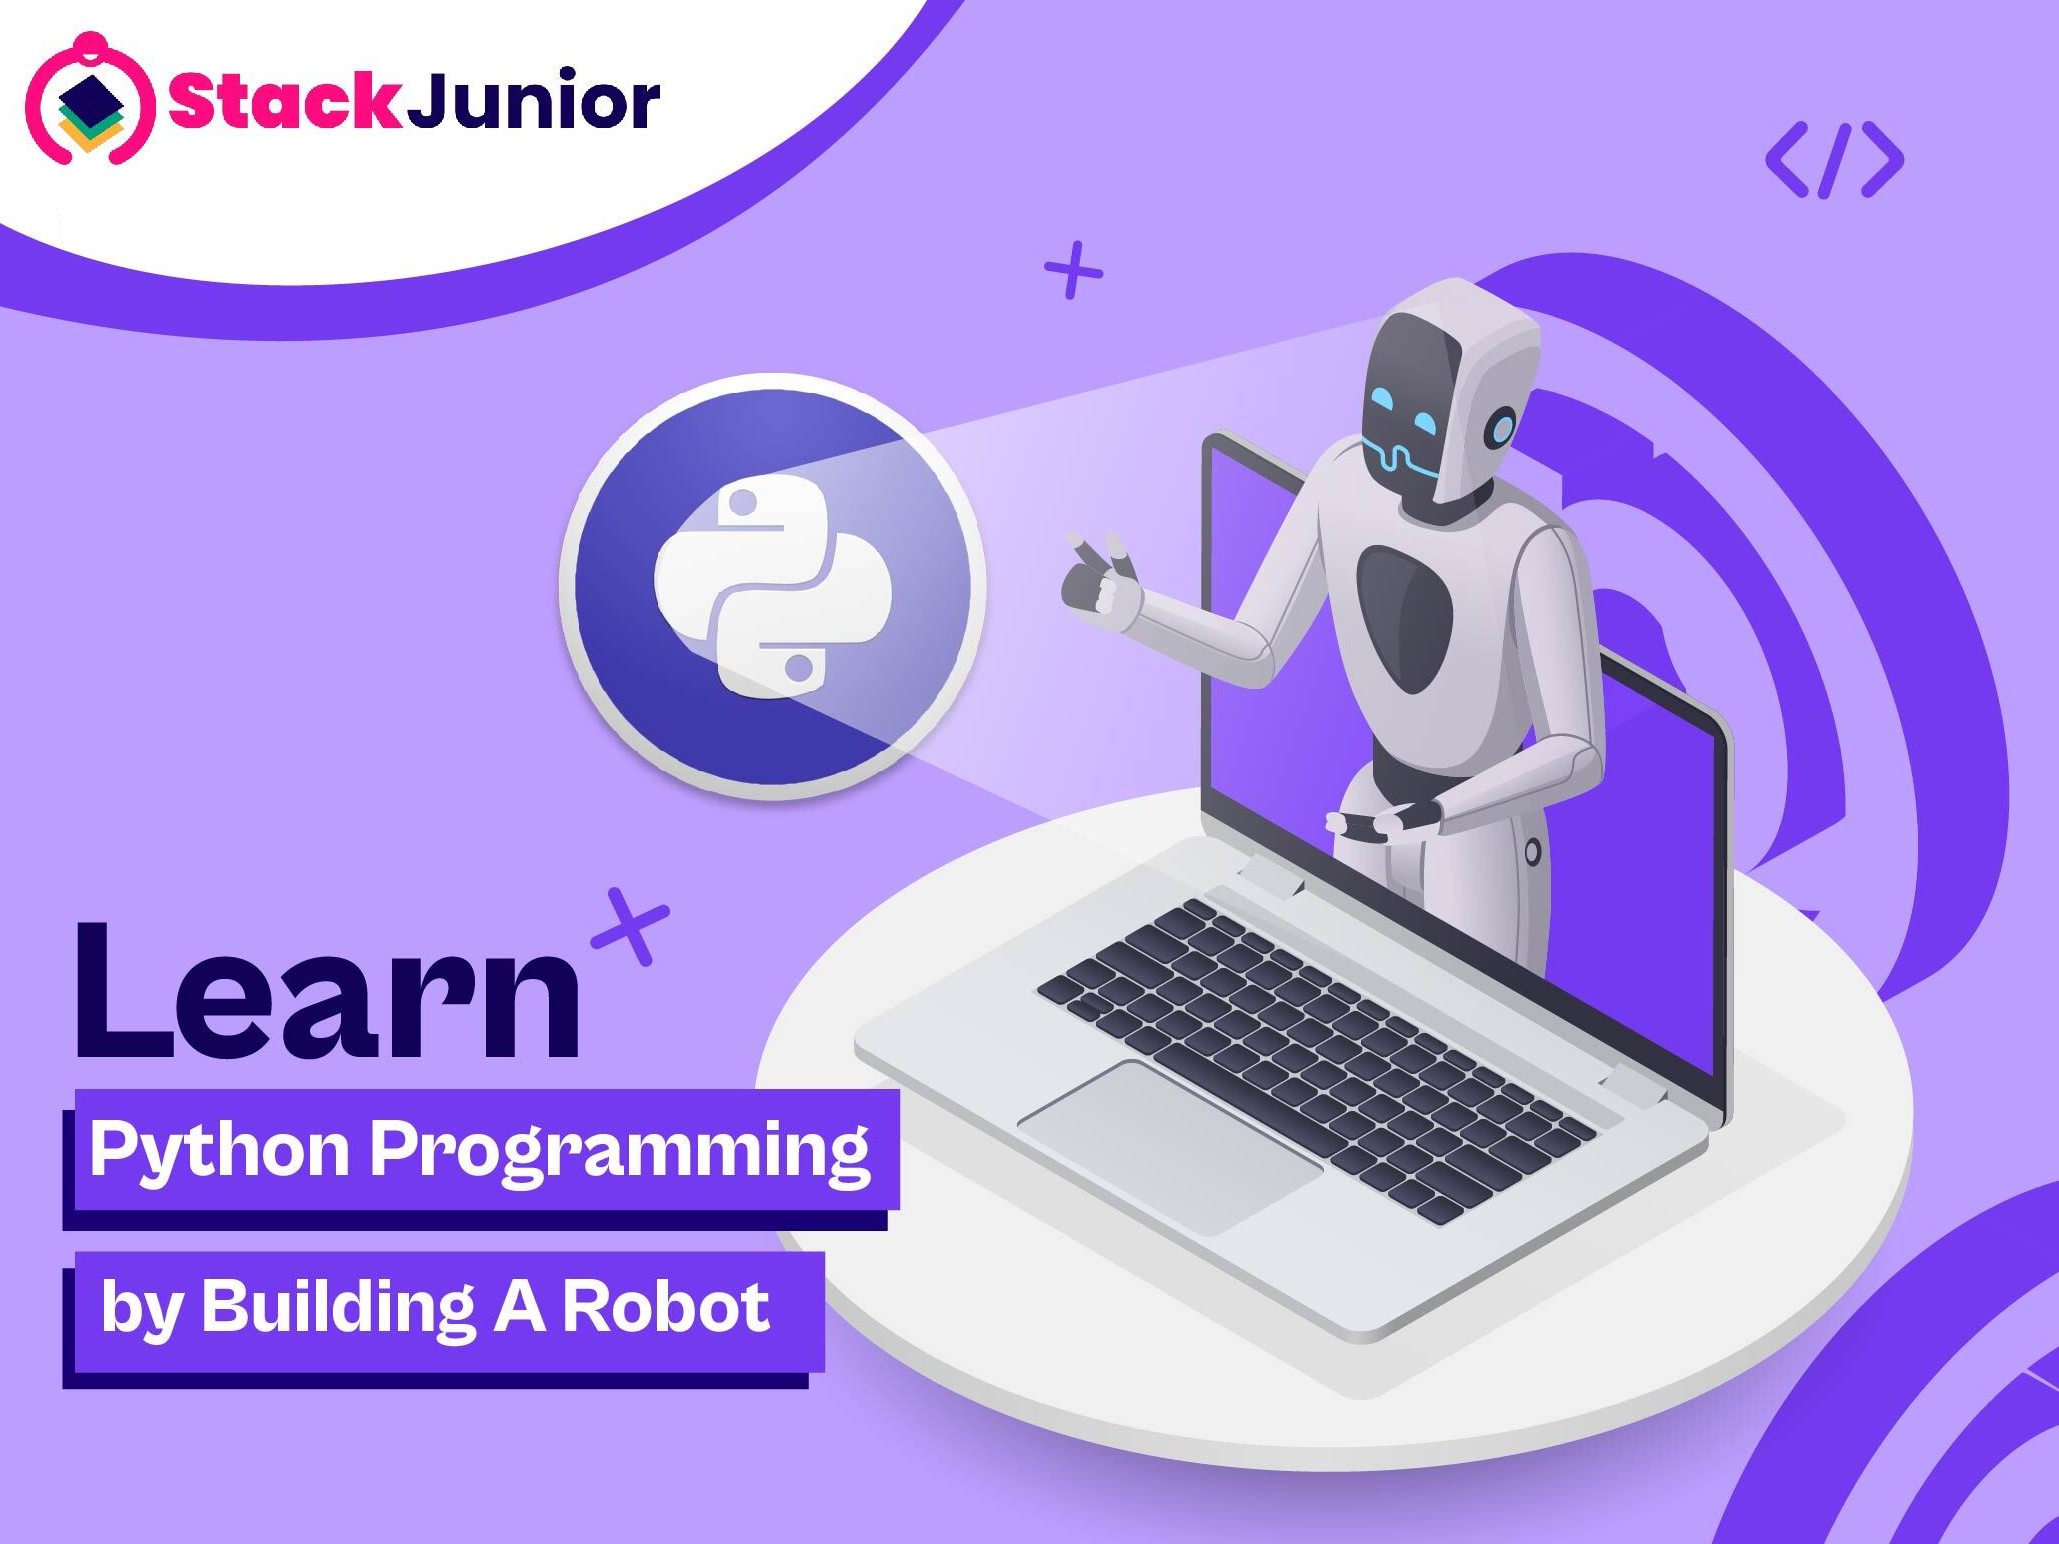 StackJunior
</>
Learn
Python Programming
by Building A Robot